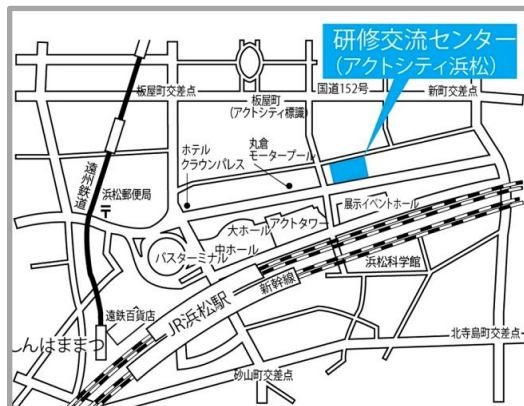 研修交流センター
(アクトシティ浜松)
板屋町交差点
板屋町
(アクトシティ標識)
国道152号
新町交差点
ホテル
クラウンパレス
丸倉
モータープール
遠州鉄道
浜松郵便局
大ホール
アクトタワー
展示イベントホール
中ホール
バスターミナル
浜松科学館
新幹線
JR浜松駅
遠鉄百貨店
んはままつ
北寺島町交差点
砂山町交差点